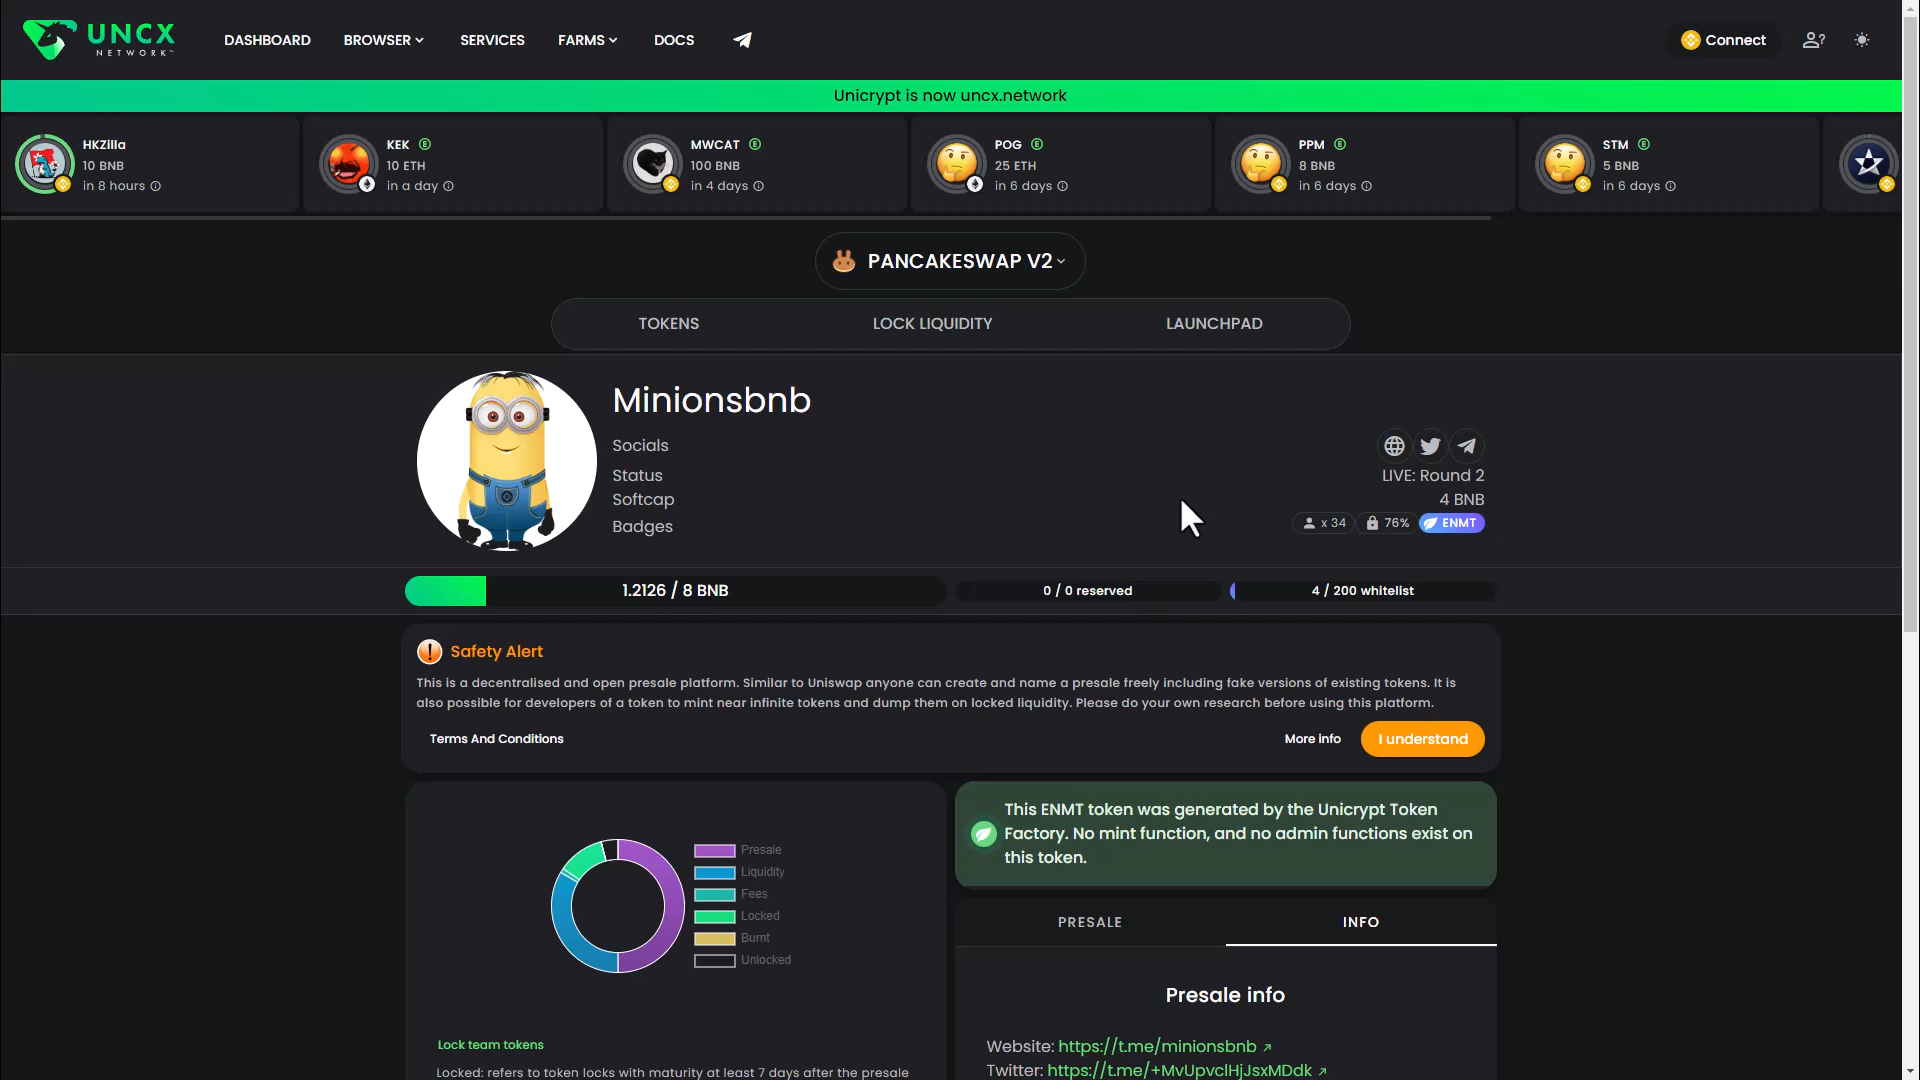 UNCX
NETWORK
DASHBOARD
BROWSER
SERVICES
FARMS
DOCS
Connect
Unicrypt is now uncx.network
HKZilla
10 BNB
in 8 hours
KEK
10 ETH
in a day
MWCAT
100 BNB
in 4 days
POG
25 ETH
in 6 days
PPM
8 BNB
in 6 days
STM
5 BNB
in 6 days
PANCAKESWAP V2
TOKENS
LOCK LIQUIDITY
LAUNCHPAD
Minionsbnb
Socials
Status
LIVE: Round 2
Softcap
4 BNB
Badges
x 34
76%
ENMT
1.2126 / 8 BNB
0 / 0 reserved
4 / 200 whitelist
Safety Alert
This is a decentralised and open presale platform. Similar to Uniswap anyone can create and name a presale freely including fake versions of existing tokens. It is
also possible for developers of a token to mint near infinite tokens and dump them on locked liquidity. Please do your own research before using this platform.
Terms And Conditions
More info
I understand
Presale
Liquidity
Fees
Locked
Burnt
Unlocked
Lock team tokens
Locked: refers to token locks with maturity at least 7 days after the presale
This ENMT token was generated by the Unicrypt Token
Factory. No mint function, and no admin functions exist on
this token.
PRESALE
INFO
Presale info
Website: https://t.me/minionsbnb
Twitter: https://t.me/+MvUpvclHjJsxMDdk